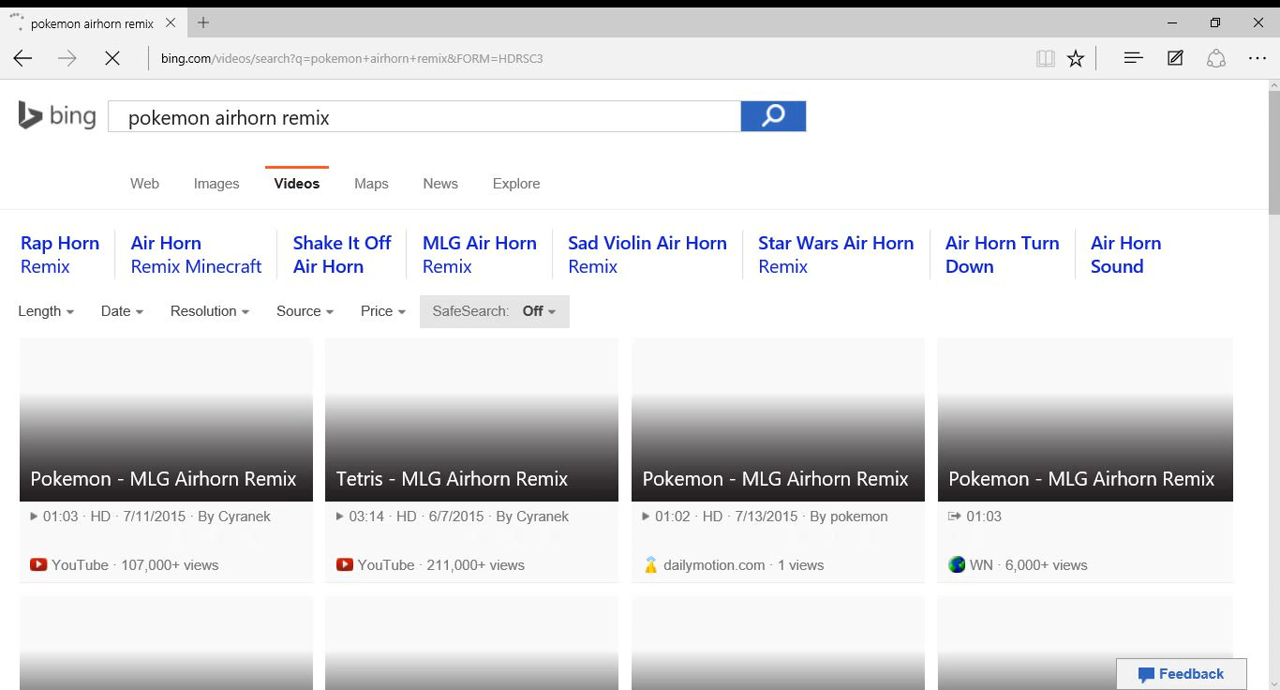 pokemon airhorn remix
bing.com/videos/search?q=pokemon+airhorn+remix&FORM=HDRSC3
bing
pokemon airhorn remix
Web Images Videos Maps News Explore
Rap Horn Remix
Air Horn Remix Minecraft
Shake It Off Air Horn
MLG Air Horn Remix
Sad Violin Air Horn Remix
Star Wars Air Horn Remix
Air Horn Turn Down
Air Horn Sound
Length Date Resolution Source Price SafeSearch: Off
Pokemon - MLG Airhorn Remix
01:03 · HD · 7/11/2015 · By Cyranek
YouTube · 107,000+ views
Tetris - MLG Airhorn Remix
03:14 · HD · 6/7/2015 · By Cyranek
YouTube · 211,000+ views
Pokemon - MLG Airhorn Remix
01:02 · HD · 7/13/2015 · By pokemon
dailymotion.com · 1 views
Pokemon - MLG Airhorn Remix
01:03
WN · 6,000+ views
Feedback